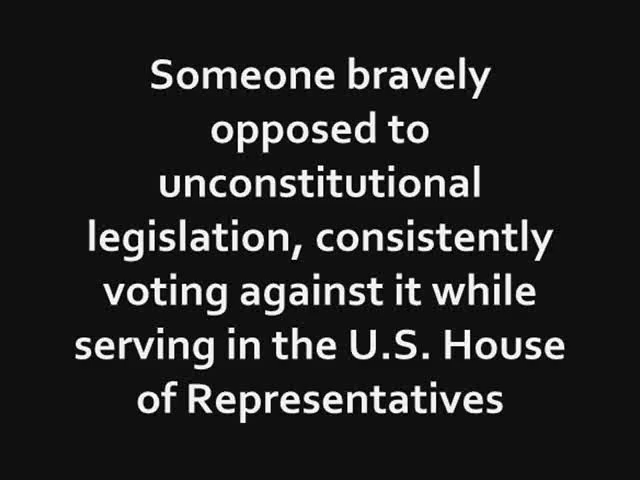 Someone bravely
opposed to
unconstitutional
legislation, consistently
voting against it while
serving in the U.S. House
of Representatives